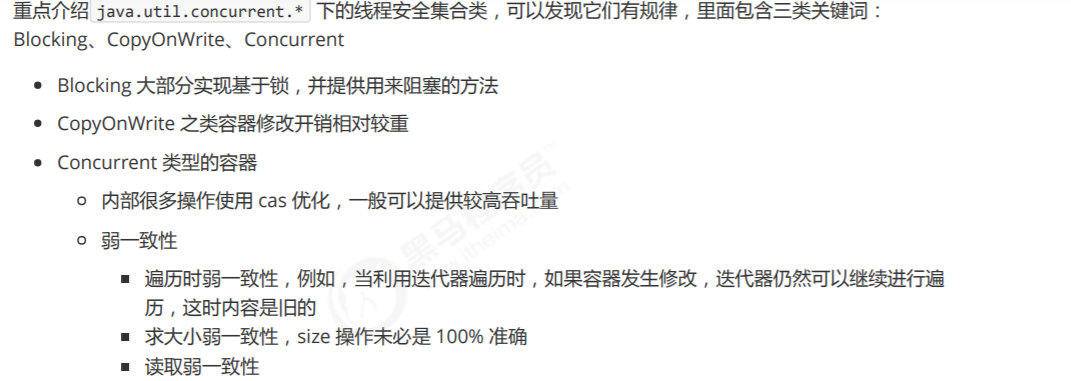 重点介绍java.util.concurrent.* 下的线程安全集合类，可以发现它们有规律，里面包含三类关键词：
Blocking、CopyOnWrite、Concurrent
Blocking 大部分实现基于锁，并提供用来阻塞的方法
CopyOnWrite 之类容器修改开销相对较重
Concurrent 类型的容器
内部很多操作使用 cas 优化，一般可以提供较高吞吐量
弱一致性
遍历时弱一致性，例如，当利用迭代器遍历时，如果容器发生修改，迭代器仍然可以继续进行遍
历，这时内容是旧的
求大小弱一致性，size 操作未必是 100% 准确
读取弱一致性
黑马程序员
www.itheima.com